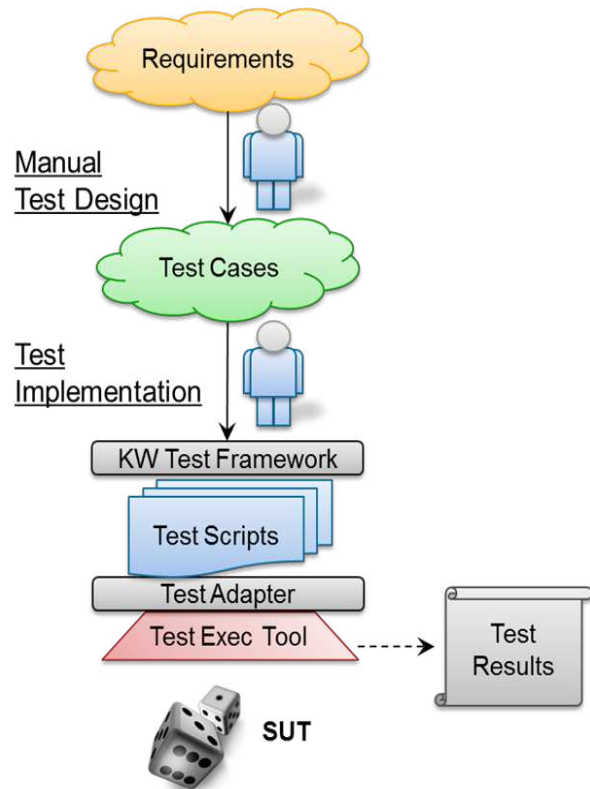 Requirements
Manual
Test Design
Test Cases
Test
Implementation
KW Test Framework
Test Scripts
Test Adapter
Test Exec Tool
Test
Results
SUT